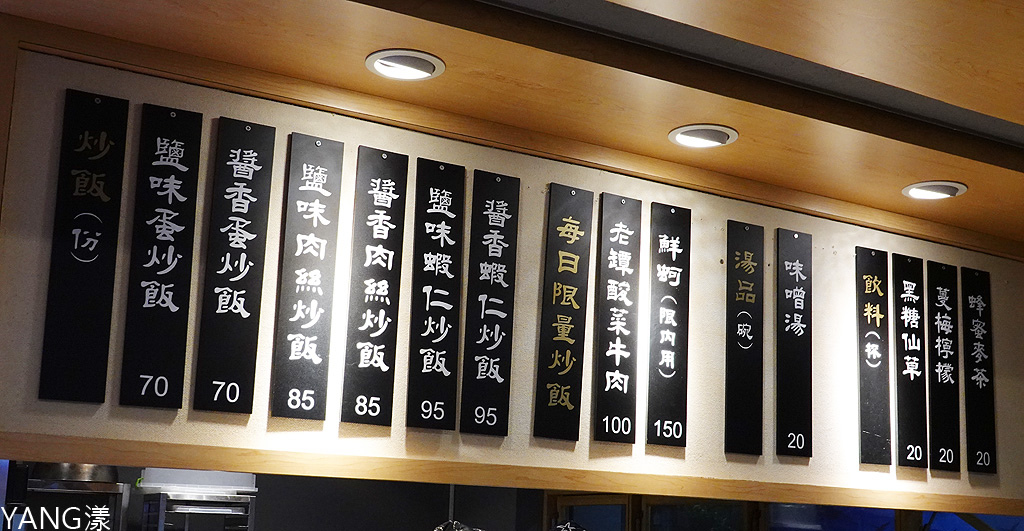 炒飯(份)
鹽味蛋炒飯 70
醬香蛋炒飯 70
鹽味肉絲炒飯 85
醬香肉絲炒飯 85
鹽味蝦仁炒飯 95
醬香蝦仁炒飯 95
每日限量炒飯
老譚酸菜牛肉 100
鮮蚵(限內用) 150
湯品(碗)
味噌湯 20
飲料(杯)
黑糖仙草 20
蔓梅檸檬 20
蜂蜜麥茶 20
YANG漾